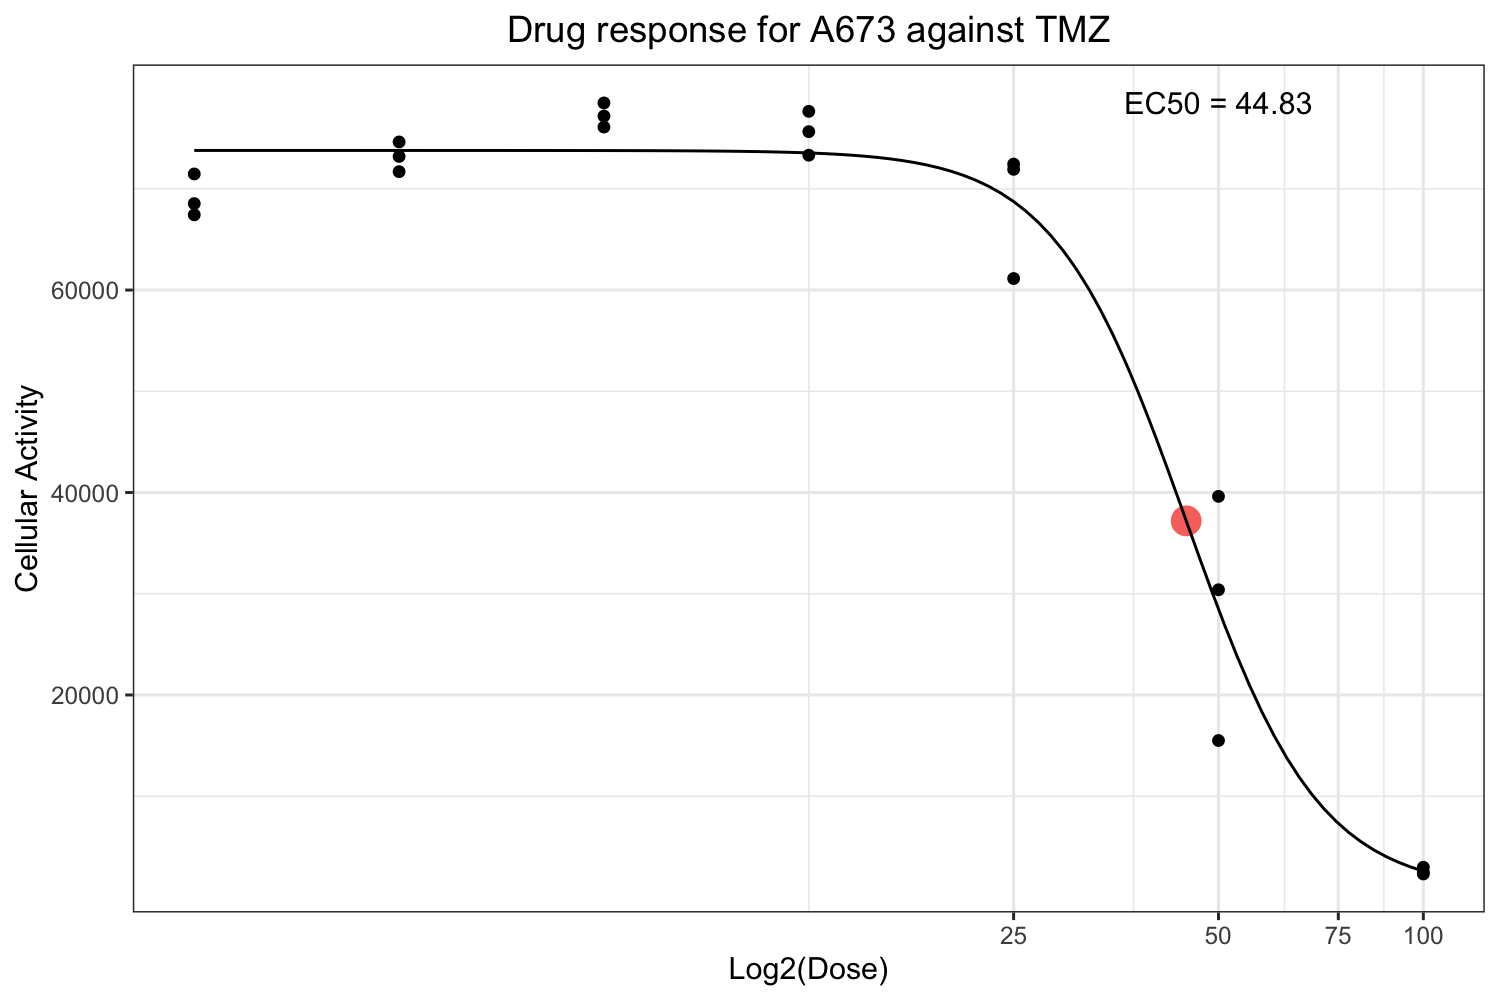 Drug response for A673 against TMZ
EC50 = 44.83
60000
40000
20000
Cellular Activity
25 50 75 100
Log2(Dose)